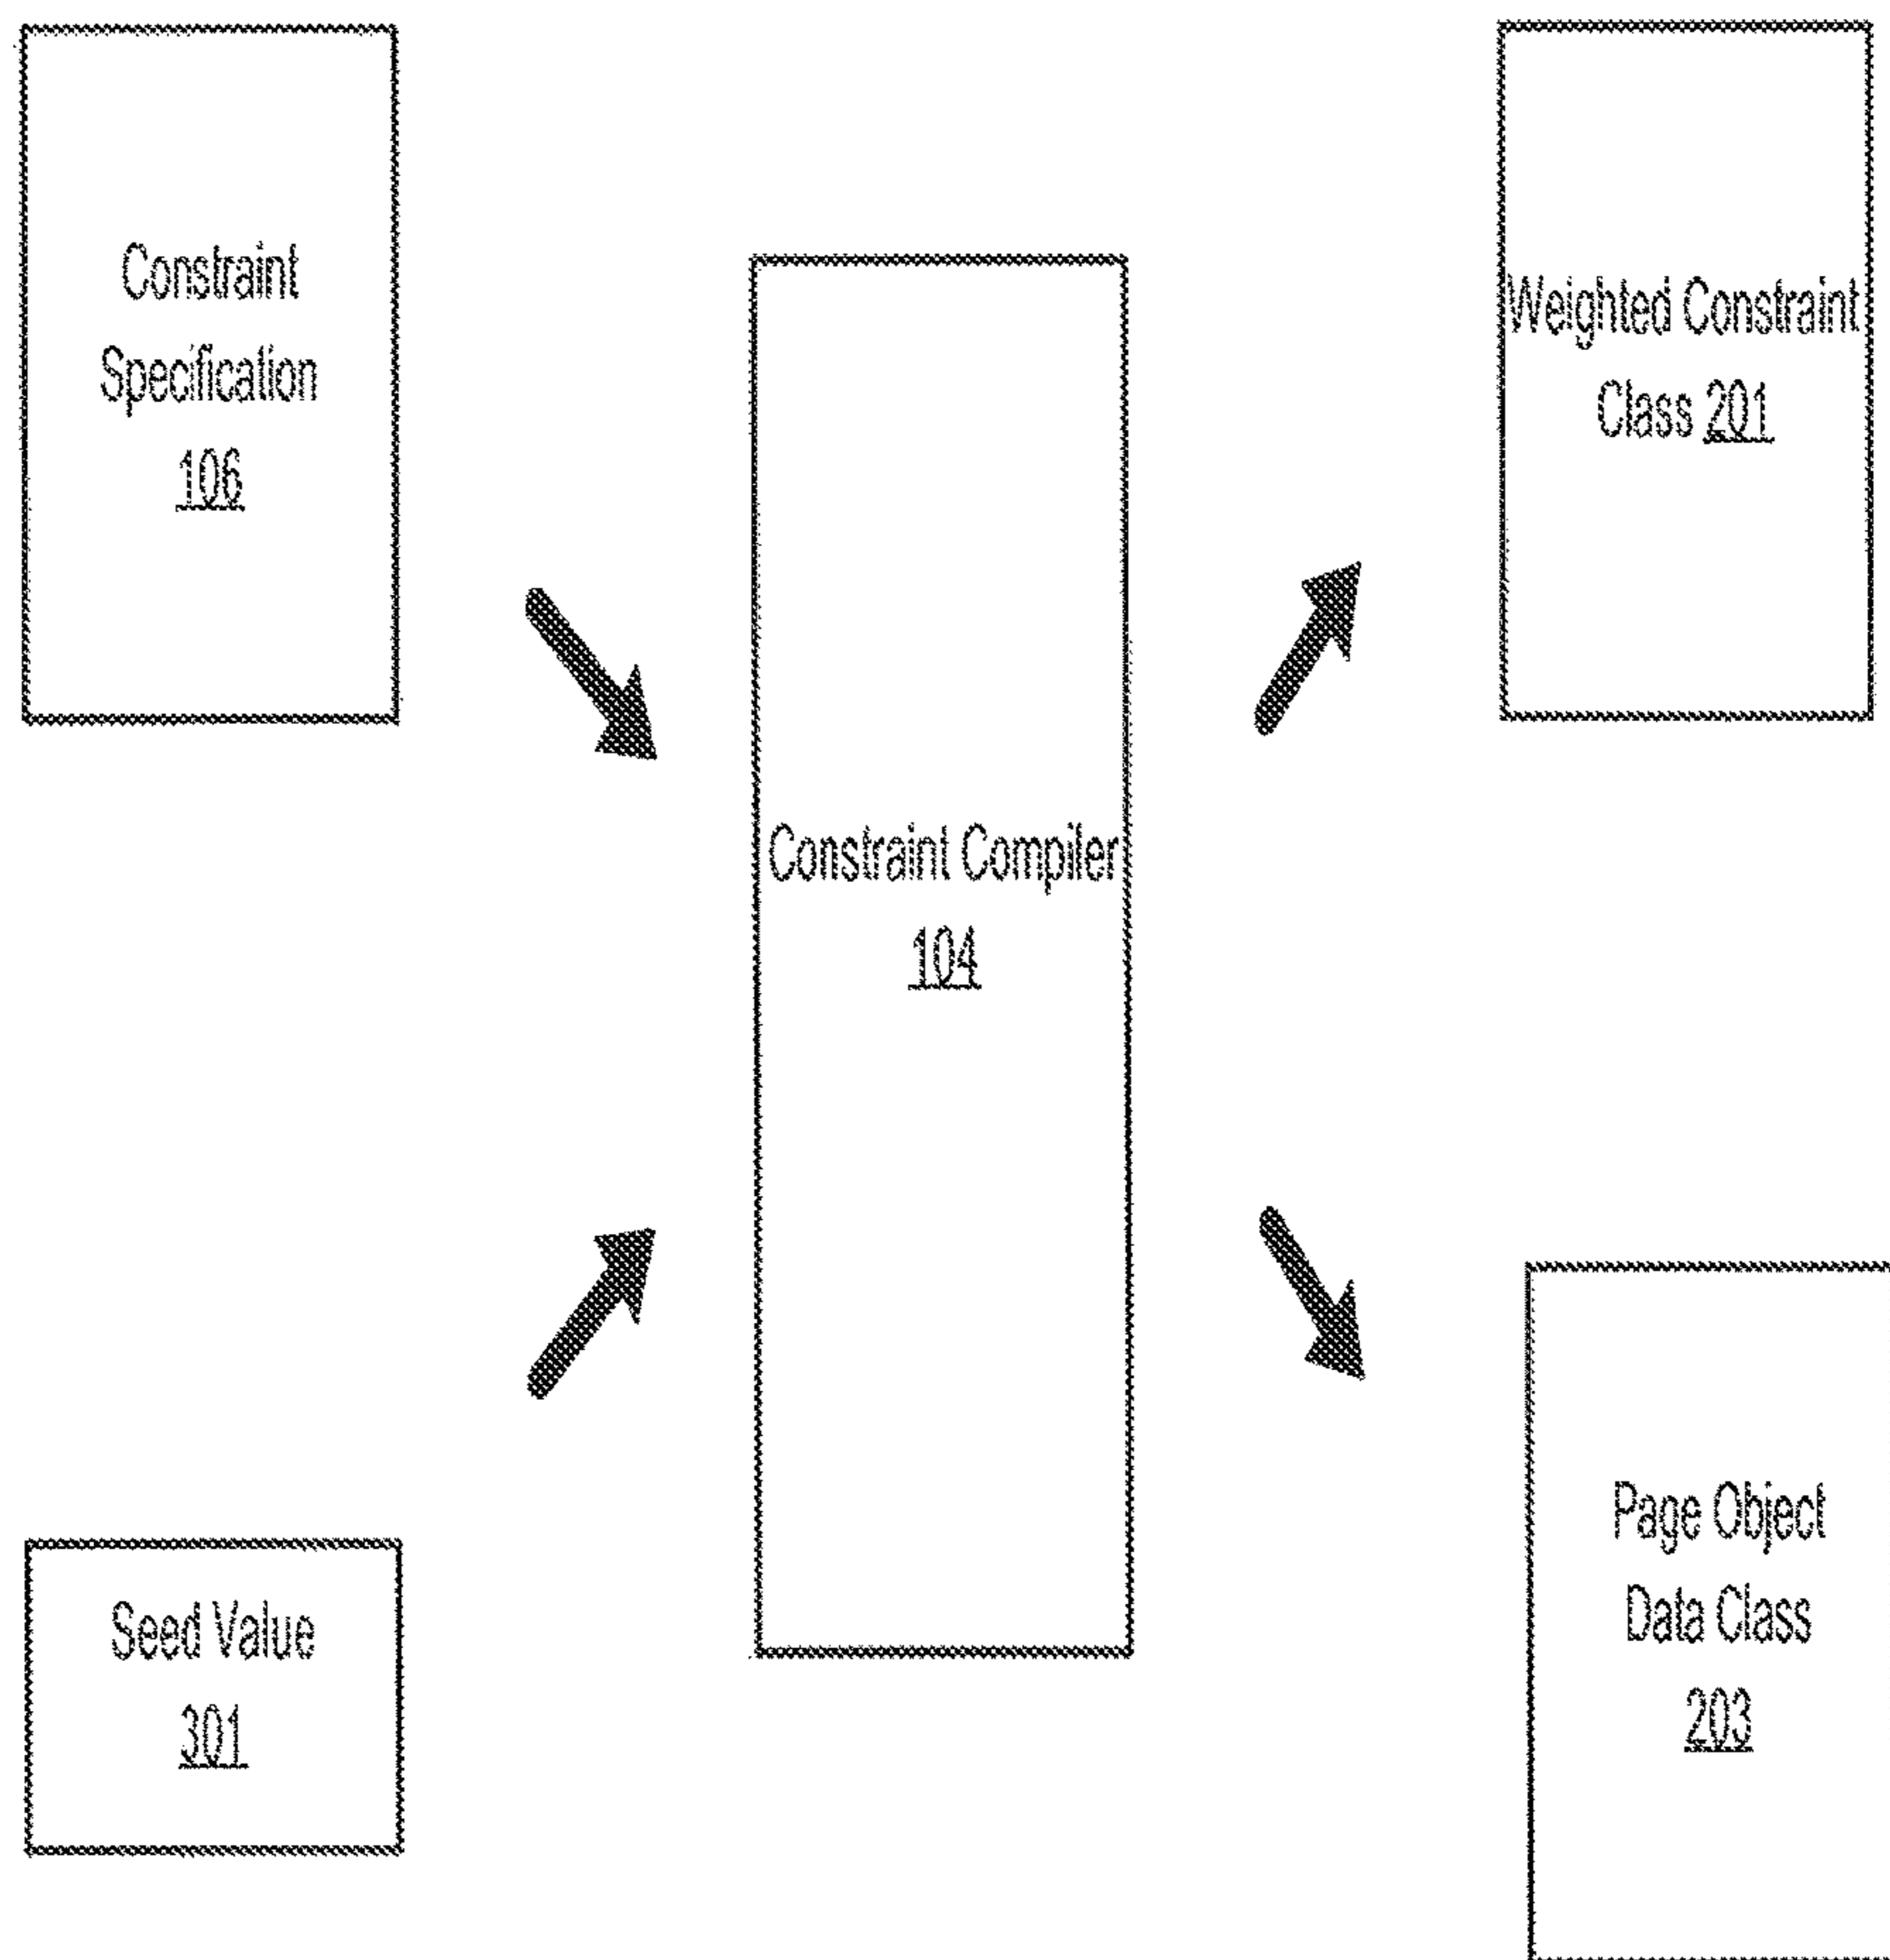 Constraint
Specification
106
Constraint Compiler
104
Weighted Constraint
Class 201
Seed Value
301
Page Object
Data Class
203